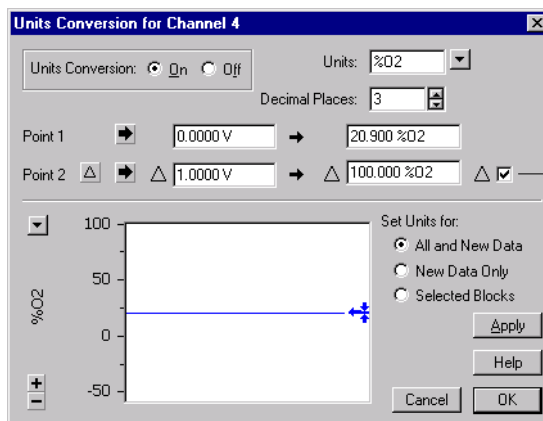 Units Conversion for Channel 4
Units Conversion: On Off
Units: %O2
Decimal Places: 3
Point 1 0.0000 V 20.900 %O2
Point 2 Δ Δ 1.0000 V Δ 100.000 %O2 Δ
100
50
0
-50
%O2
+
−
Set Units for:
All and New Data
New Data Only
Selected Blocks
Apply
Help
Cancel OK